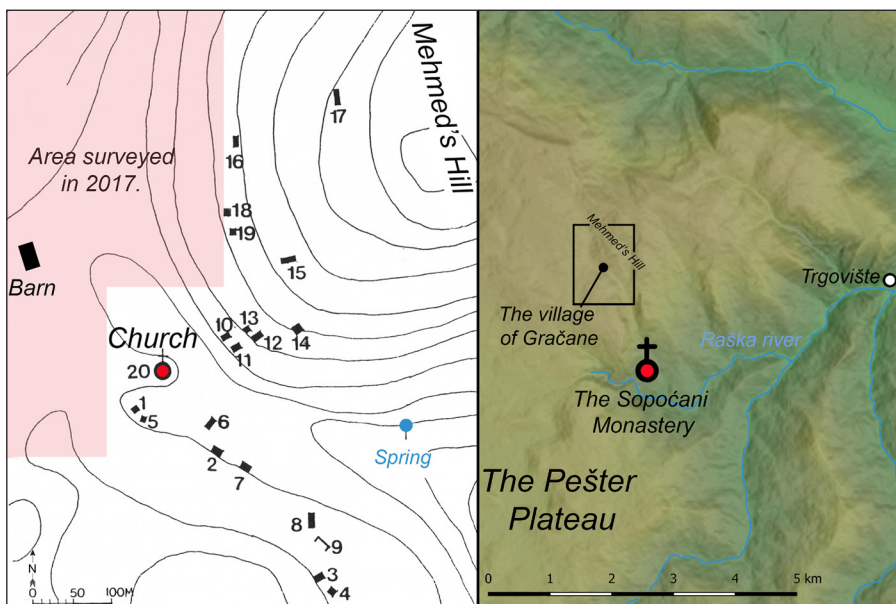 Area surveyed
in 2017.
Mehmed's Hill
17
16
18
19
15
Barn
10
13
12
14
11
Church
20
1
5
6
2
7
Spring
8
9
3
4
N
0 50 100M
Mehmed's Hill
The village
of Gračane
Trgovište
Raška river
The Sopoćani
Monastery
The Pešter
Plateau
0 1 2 3 4 5 km